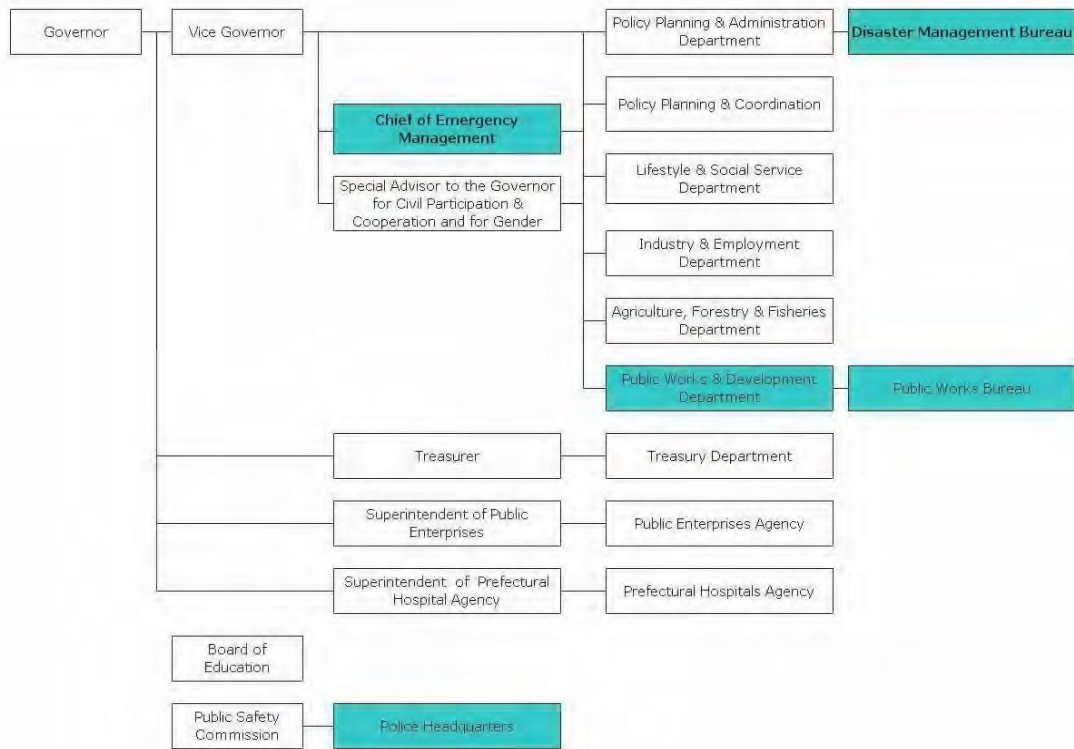 Governor
Vice Governor
Policy Planning & Administration
Department
Disaster Management Bureau
Policy Planning & Coordination
Chief of Emergency
Management
Lifestyle & Social Service
Department
Special Advisor to the Governor
for Civil Participation &
Cooperation and for Gender
Industry & Employment
Department
Agriculture, Forestry & Fisheries
Department
Public Works & Development
Department
Public Works Bureau
Treasurer
Treasury Department
Superintendent of Public
Enterprises
Public Enterprises Agency
Superintendent of Prefectural
Hospital Agency
Prefectural Hospitals Agency
Board of
Education
Public Safety
Commission
Police Headquarters